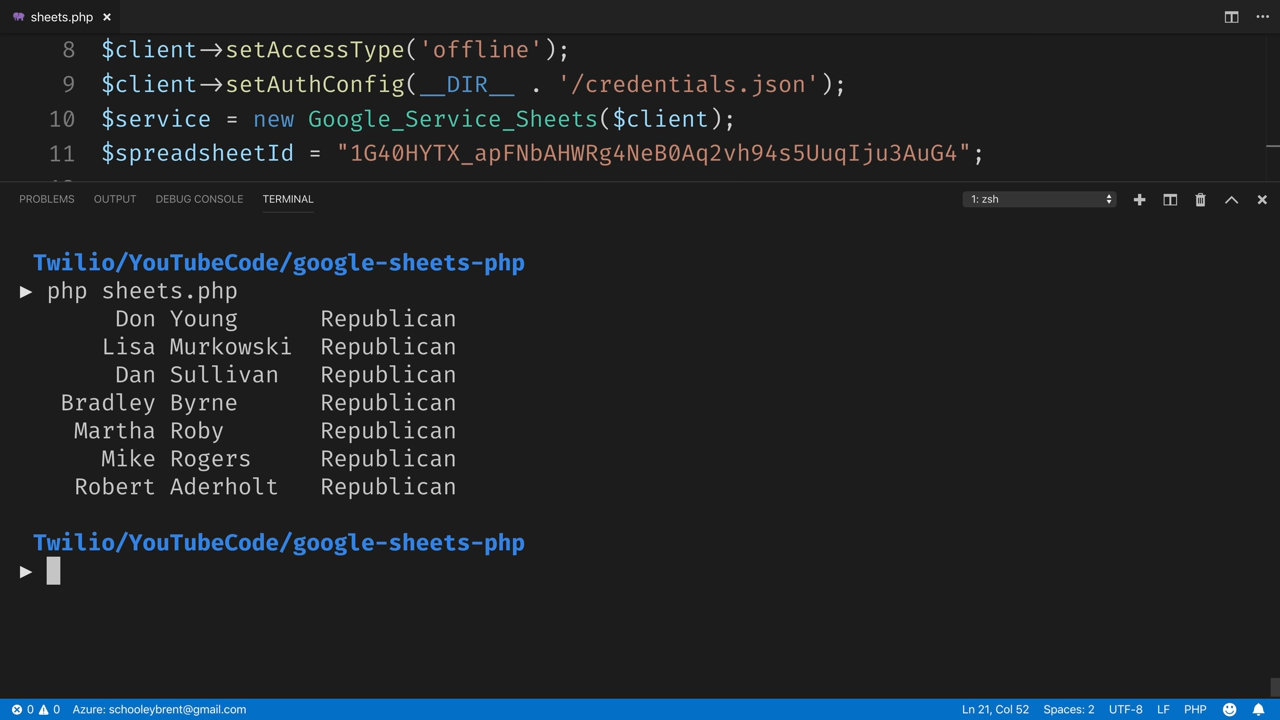 sheets.php
8 $client->setAccessType('offline');
9 $client->setAuthConfig(__DIR__ . '/credentials.json');
10 $service = new Google_Service_Sheets($client);
11 $spreadsheetId = "1G40HYTX_apFNbAHWRg4NeB0Aq2vh94s5UuqIju3AuG4";
PROBLEMS OUTPUT DEBUG CONSOLE TERMINAL 1: zsh
Twilio/YouTubeCode/google-sheets-php
▶ php sheets.php
Don Young Republican
Lisa Murkowski Republican
Dan Sullivan Republican
Bradley Byrne Republican
Martha Roby Republican
Mike Rogers Republican
Robert Aderholt Republican
Twilio/YouTubeCode/google-sheets-php
▶
0 0 Azure: schooleybrent@gmail.com Ln 21, Col 52 Spaces: 2 UTF-8 LF PHP